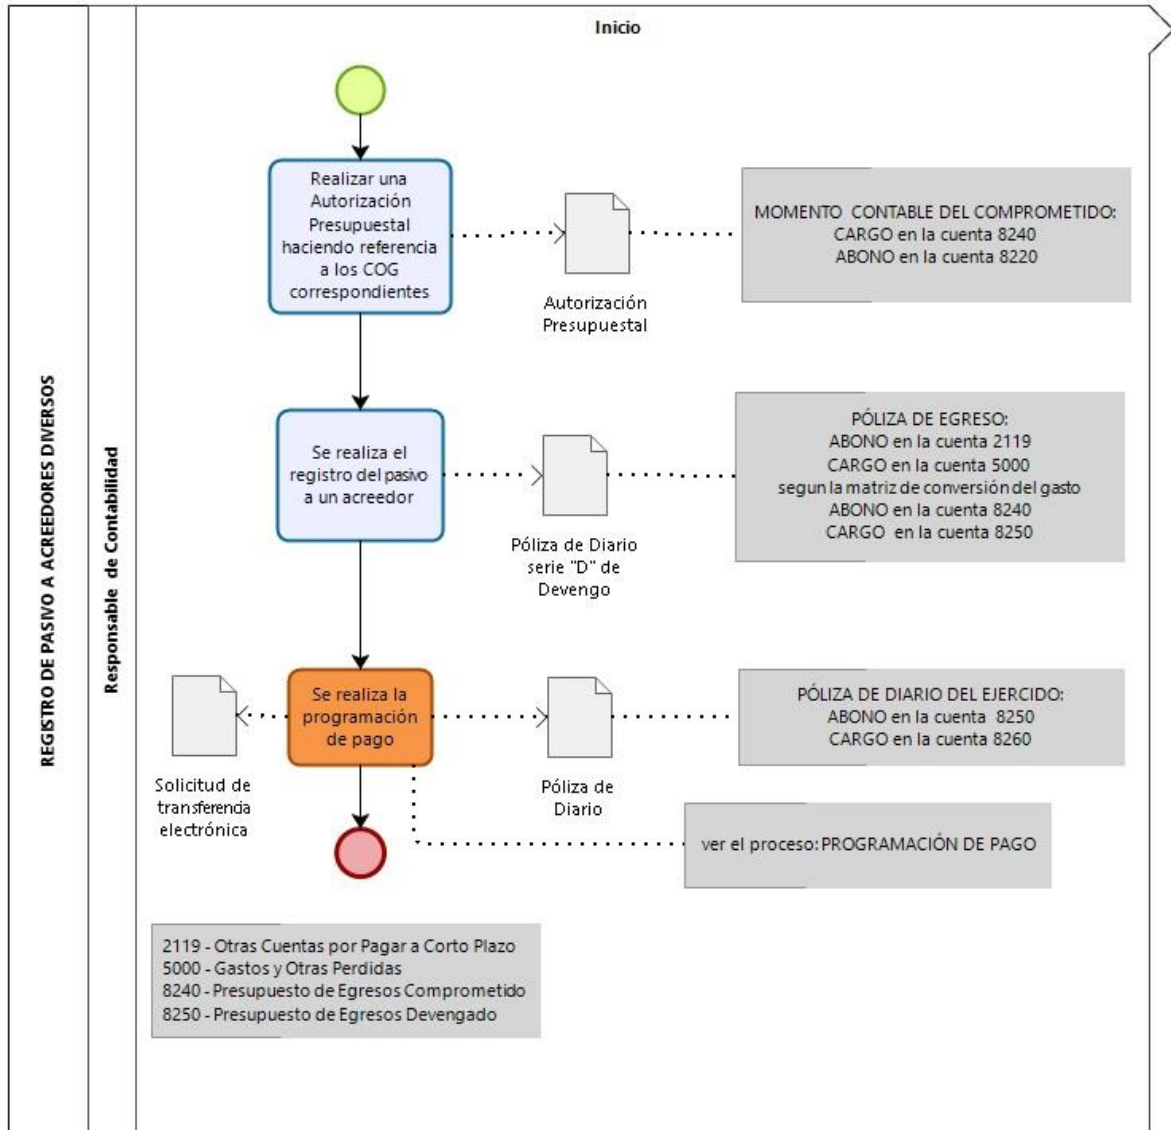 REGISTRO DE PASIVO A ACREEDORES DIVERSOS
Responsable de Contabilidad
Inicio
Realizar una
Autorización
Presupuestal
haciendo referencia
a los COG
correspondientes
Autorización
Presupuestal
MOMENTO CONTABLE DEL COMPROMETIDO:
CARGO en la cuenta 8240
ABONO en la cuenta 8220
Se realiza el
registro del pasivo
a un acreedor
Póliza de Diario
serie "D" de
Devengo
PÓLIZA DE EGRESO:
ABONO en la cuenta 2119
CARGO en la cuenta 5000
segun la matriz de conversión del gasto
ABONO en la cuenta 8240
CARGO en la cuenta 8250
Se realiza la
programación
de pago
Solicitud de
transferencia
electrónica
Póliza de
Diario
PÓLIZA DE DIARIO DEL EJERCIDO:
ABONO en la cuenta 8250
CARGO en la cuenta 8260
ver el proceso: PROGRAMACIÓN DE PAGO
2119 - Otras Cuentas por Pagar a Corto Plazo
5000 - Gastos y Otras Perdidas
8240 - Presupuesto de Egresos Comprometido
8250 - Presupuesto de Egresos Devengado